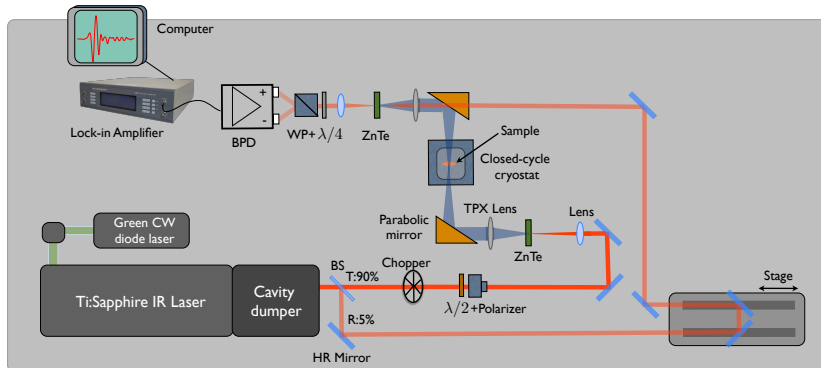 Computer
Lock-in Amplifier
+
-
BPD
WP+ λ/4
ZnTe
Sample
Closed-cycle
cryostat
Parabolic
mirror
TPX Lens
ZnTe
Lens
Green CW
diode laser
Ti:Sapphire IR Laser
Cavity
dumper
BS
T:90%
Chopper
λ/2 +Polarizer
R:5%
HR Mirror
Stage